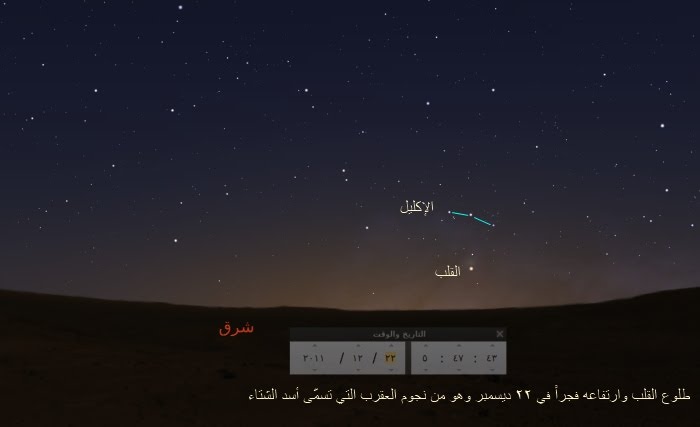 الإكليل
القلب
شرق
التاريخ والوقت
٢٠١١ / ١٢ / ٢٢ ٥ : ٤٧ : ٤٣
طلوع القلب وارتفاعه فجراً في ٢٢ ديسمبر وهو من نجوم العقرب التي تسمّى أسد الشتاء